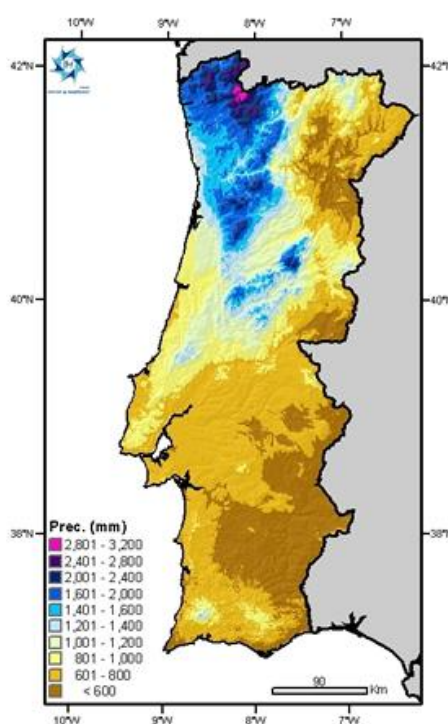 9°W 8°W 7°W
42°N
42°N
40°N
40°N
38°N
38°N
Prec. (mm)
2,801 - 3,200
2,401 - 2,800
2,001 - 2,400
1,601 - 2,000
1,401 - 1,600
1,201 - 1,400
1,001 - 1,200
801 - 1,000
601 - 800
< 600
90
Km
10°W 9°W 8°W 7°W